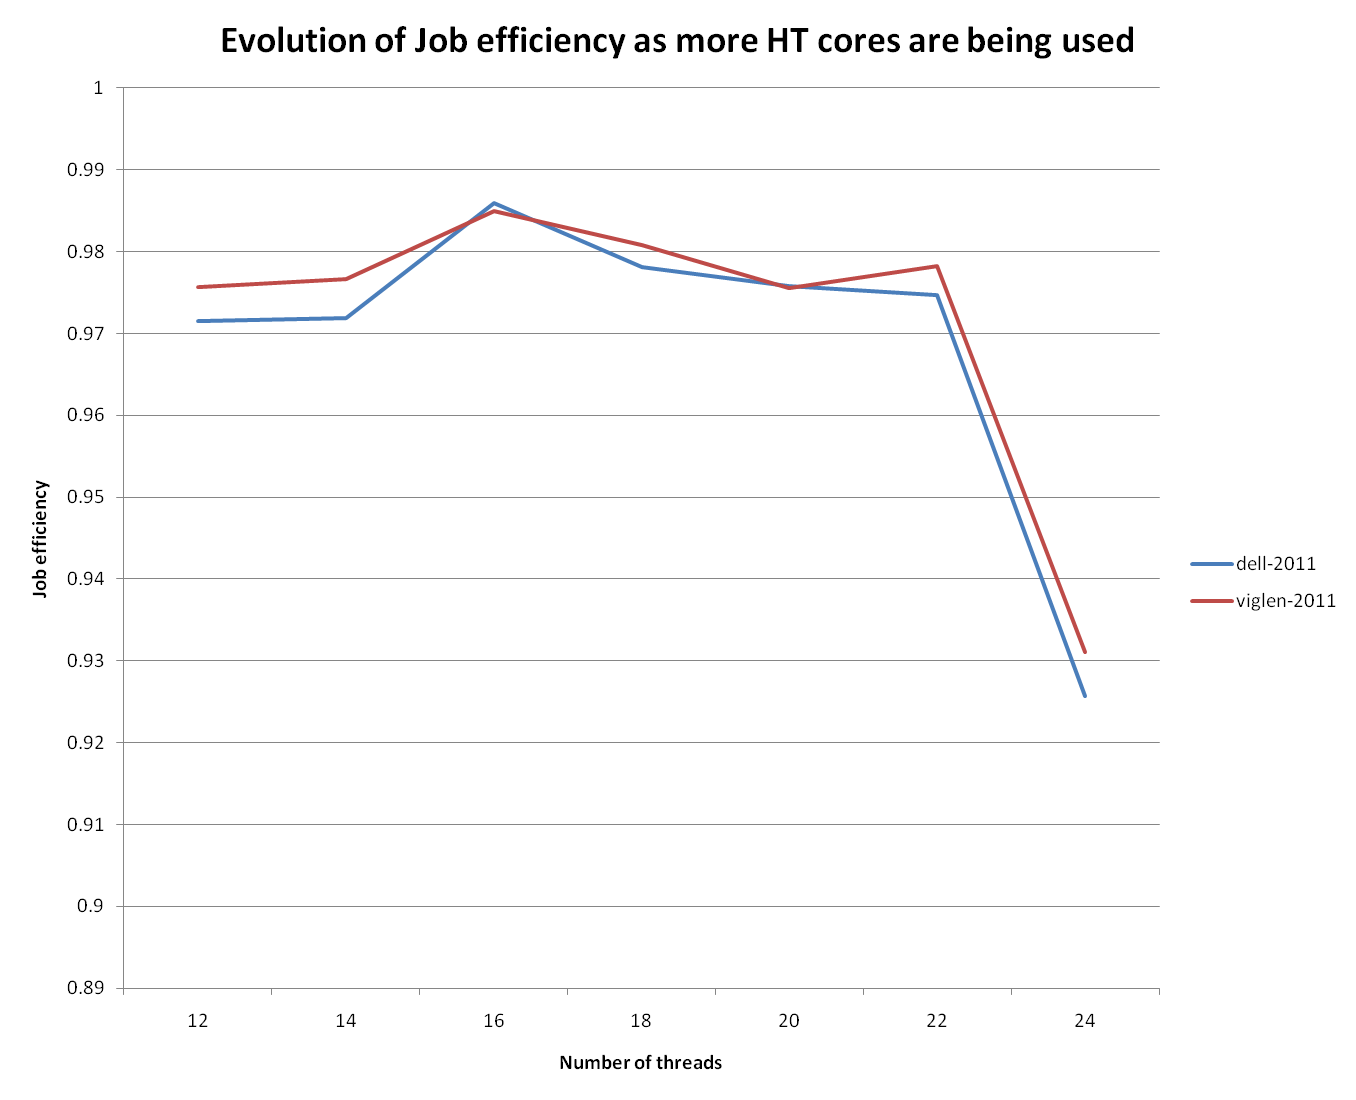 Evolution of Job efficiency as more HT cores are being used
1
0.99
0.98
0.97
0.96
0.95
0.94
0.93
0.92
0.91
0.9
0.89
Job efficiency
12 14 16 18 20 22 24
Number of threads
dell-2011
viglen-2011